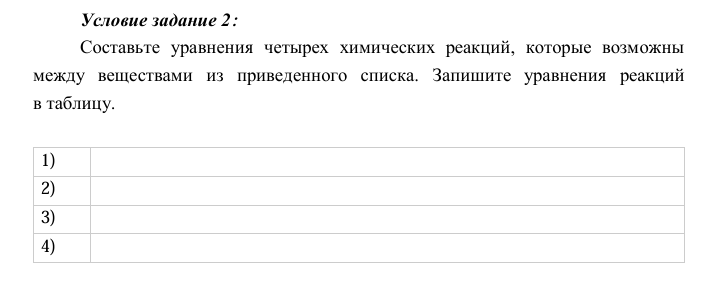 Условие задание 2:
Составьте уравнения четырех химических реакций, которые возможны
между веществами из приведенного списка. Запишите уравнения реакций
в таблицу.
1)
2)
3)
4)